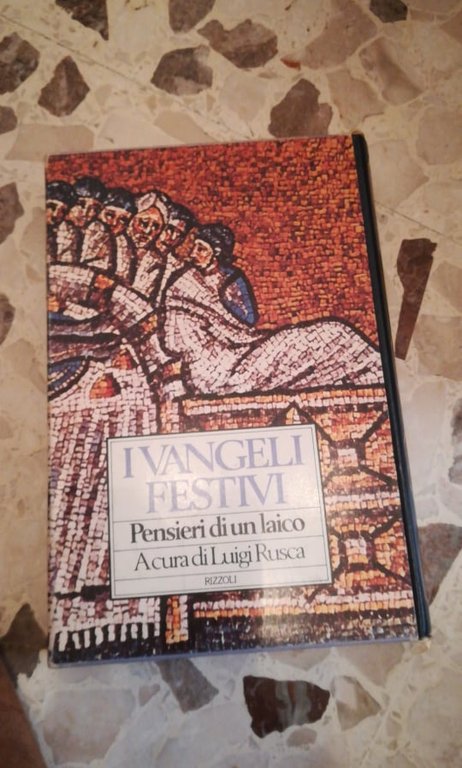 I VANGELI
FESTIVI
Pensieri di un laico
A cura di Luigi Rusca
RIZZOLI